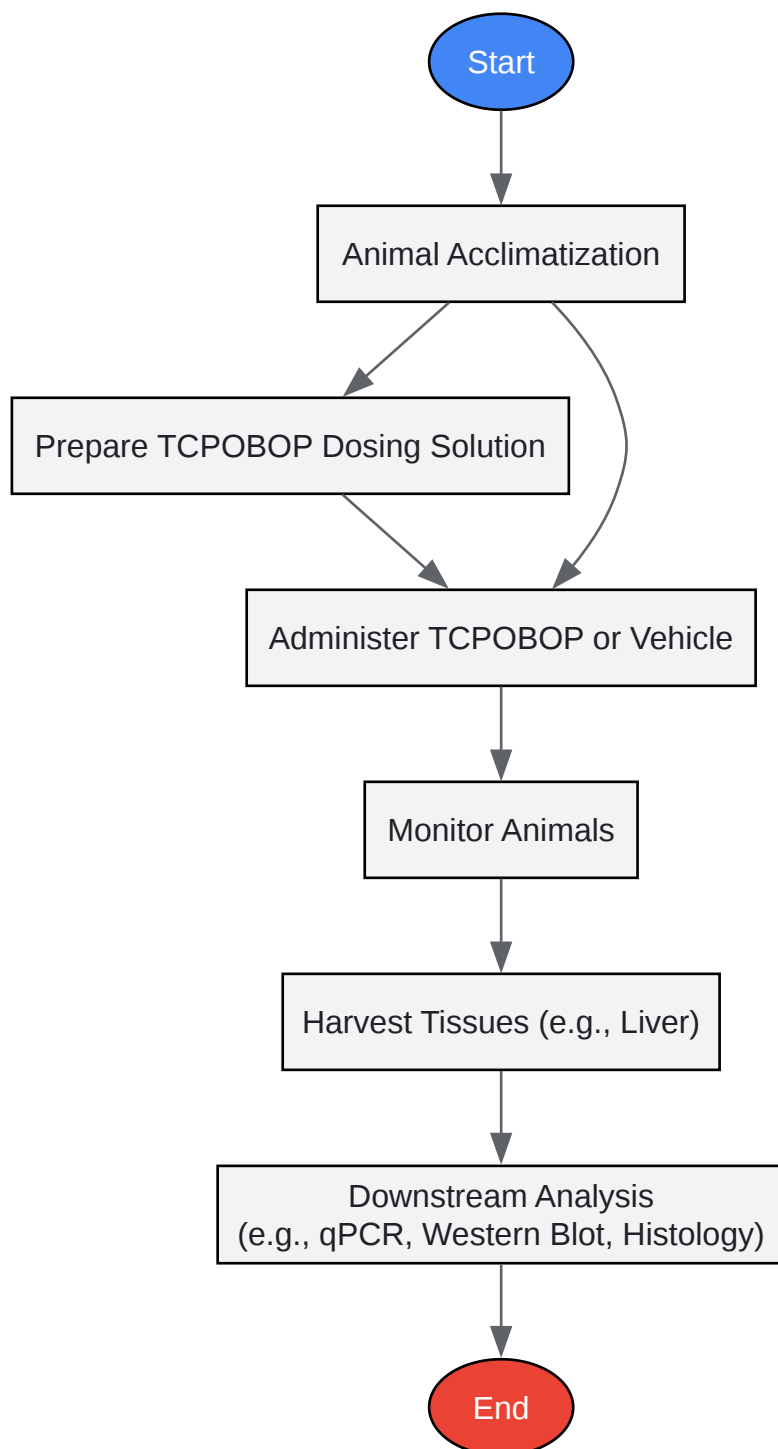 Start
Animal Acclimatization
Prepare TCPOBOP Dosing Solution
Administer TCPOBOP or Vehicle
Monitor Animals
Harvest Tissues (e.g., Liver)
Downstream Analysis
(e.g., qPCR, Western Blot, Histology)
End